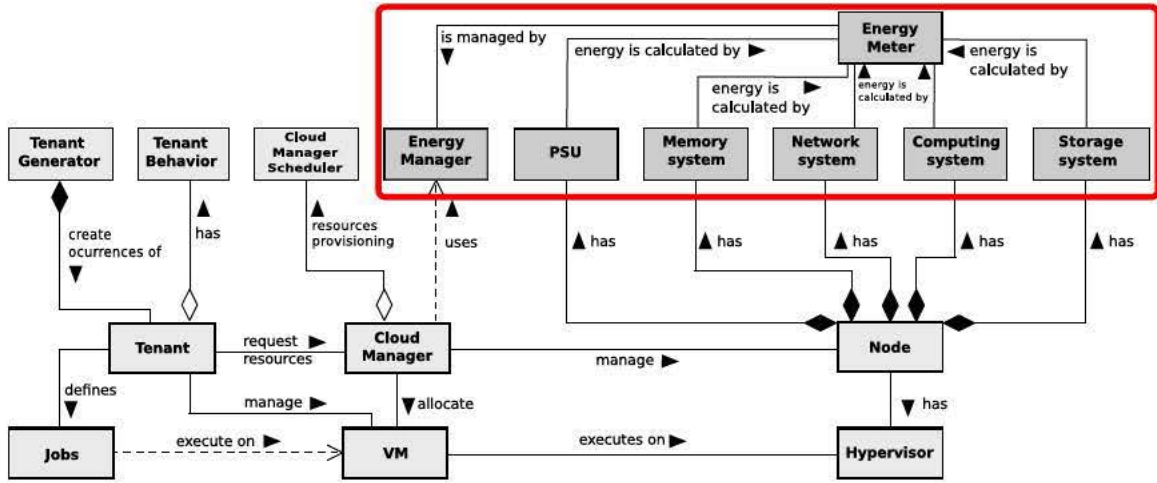 is managed by
energy is calculated by
Energy
Meter
energy is
calculated by
energy is
calculated by
energy is
calculated by
Tenant
Generator
Tenant
Behavior
Cloud
Manager
Scheduler
Energy
Manager
PSU
Memory
system
Network
system
Computing
system
Storage
system
create
ocurrences of
has
resources
provisioning
uses
has
has
has
has
has
Tenant
request
resources
Cloud
Manager
manage
Node
defines
manage
allocate
has
Jobs
execute on
VM
executes on
Hypervisor